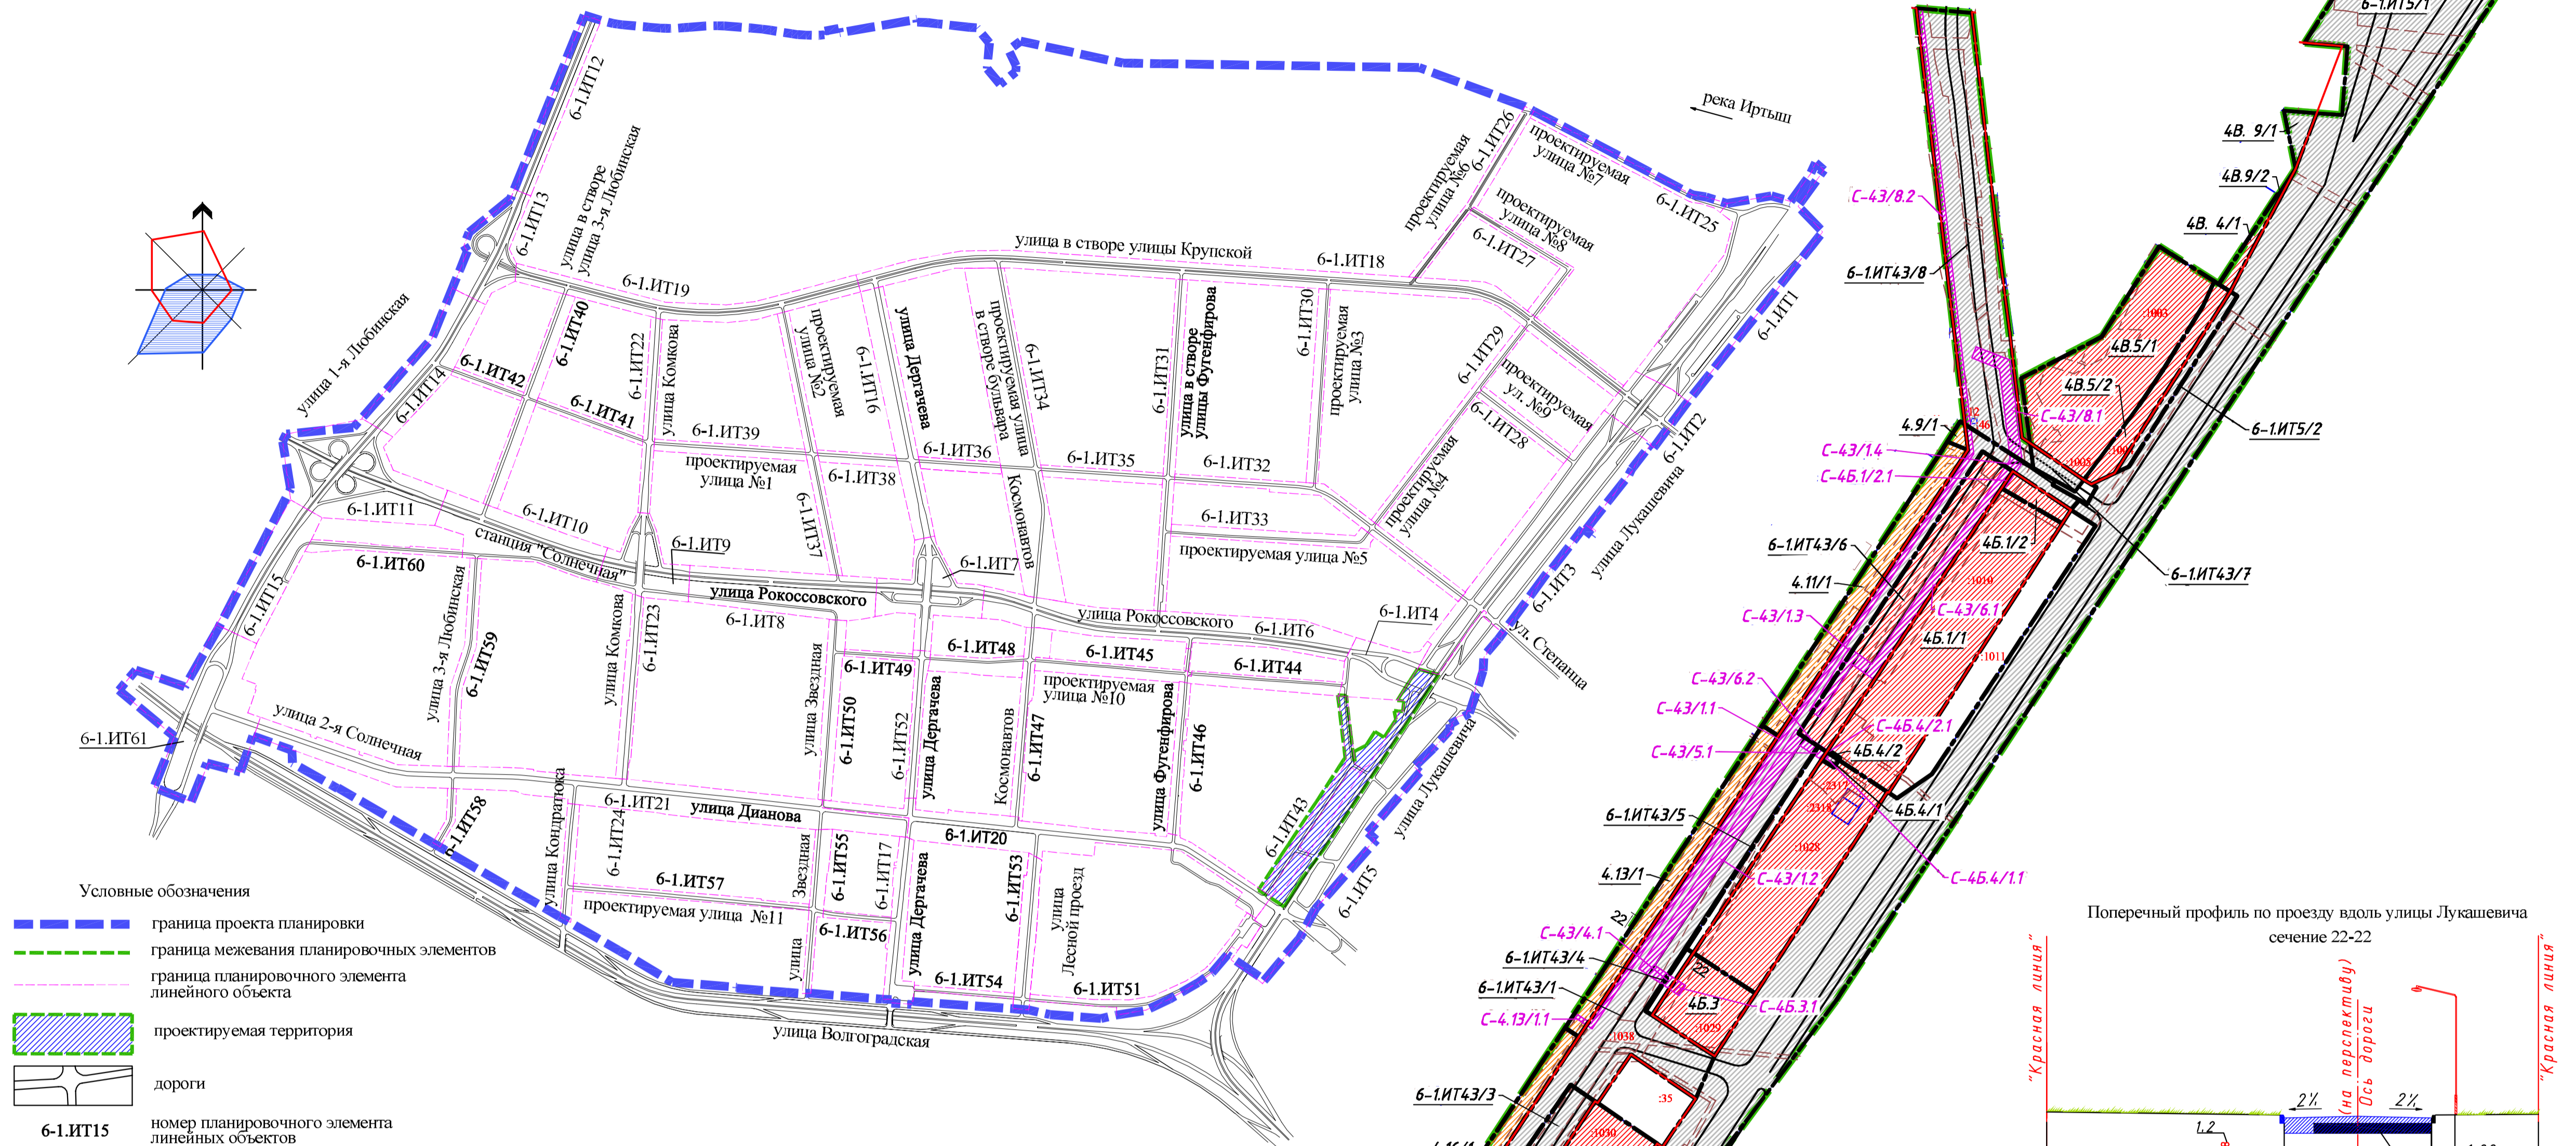 6-1.ИТ12
улица в створе
улица 3-я Любинская
6-1.ИТ13
река Иртыш
6-1.ИТ26
проектируемая
улица №6
проектируемая
улица №7
6-1.ИТ25
проектируемая
улица №8
6-1.ИТ27
улица в створе улицы Крупской
6-1.ИТ18
6-1.ИТ19
6-1.ИТ1
улица 1-я Любинская
6-1.ИТ14
6-1.ИТ42
6-1.ИТ40
6-1.ИТ41
6-1.ИТ22
улица Комкова
проектируемая
улица №2
6-1.ИТ16
улица Дергачева
проектируемая улица
в створе бульвара
6-1.ИТ34
Космонавтов
6-1.ИТ31
улица в створе
улицы Футенфирова
6-1.ИТ30
проектируемая
улица №3
6-1.ИТ29
проектируемая
ул. №9
6-1.ИТ28
6-1.ИТ2
6-1.ИТ39
проектируемая
улица №1
6-1.ИТ38
6-1.ИТ36
6-1.ИТ35
6-1.ИТ32
проектируемая
улица №4
6-1.ИТ37
6-1.ИТ33
проектируемая улица №5
улица Лукашевича
6-1.ИТ3
6-1.ИТ11
6-1.ИТ10
станция "Солнечная"
6-1.ИТ9
6-1.ИТ7
6-1.ИТ60
6-1.ИТ15
улица Рокоссовского
6-1.ИТ8
улица Рокоссовского
6-1.ИТ6
6-1.ИТ4
ул. Степанца
улица 3-я Любинская
6-1.ИТ59
улица Комкова
6-1.ИТ23
улица Звездная
6-1.ИТ50
6-1.ИТ49
6-1.ИТ48
6-1.ИТ45
6-1.ИТ44
проектируемая
улица №10
6-1.ИТ52
улица Дергачева
Космонавтов
6-1.ИТ47
улица Футенфирова
6-1.ИТ46
6-1.ИТ61
улица 2-я Солнечная
6-1.ИТ58
улица Кондратюка
6-1.ИТ24
6-1.ИТ21
улица Дианова
6-1.ИТ20
6-1.ИТ43
улица Лукашевича
6-1.ИТ5
6-1.ИТ57
проектируемая улица №11
Звездная
улица
6-1.ИТ55
6-1.ИТ17
6-1.ИТ56
улица Дергачева
6-1.ИТ53
улица
Лесной проезд
6-1.ИТ54
6-1.ИТ51
улица Волгоградская
Условные обозначения
граница проекта планировки
граница межевания планировочных элементов
граница планировочного элемента
линейного объекта
проектируемая территория
дороги
6-1.ИТ15
номер планировочного элемента
линейных объектов
6-1.ИТ5/1
4В. 9/1
4В.9/2
4В. 4/1
С-43/8.2
6-1.ИТ43/8
:1003
4В.5/1
4В.5/2
С-43/8.1
6-1.ИТ5/2
4.9/1
С-43/1.4
С-4Б.1/2.1
:1005
4Б.1/2
6-1.ИТ43/6
4.11/1
:1010
6-1.ИТ43/7
С-43/1.3
С-43/6.1
4Б.1/1
:1011
С-43/6.2
С-43/1.1
С-43/5.1
С-4Б.4/2.1
4Б.4/2
:2317
:2318
4Б.4/1
6-1.ИТ43/5
:1028
4.13/1
С-43/1.2
С-4Б.4/1.1
22
С-43/4.1
6-1.ИТ43/4
22
6-1.ИТ43/1
4Б.3
С-4Б.3.1
С-4.13/1.1
:1029
:1038
6-1.ИТ43/3
:35
:1030
Поперечный профиль по проезду вдоль улицы Лукашевича
сечение 22-22
"Красная линия"
(на перспективу)
Ось дороги
"Красная линия"
2%
2%
1.2